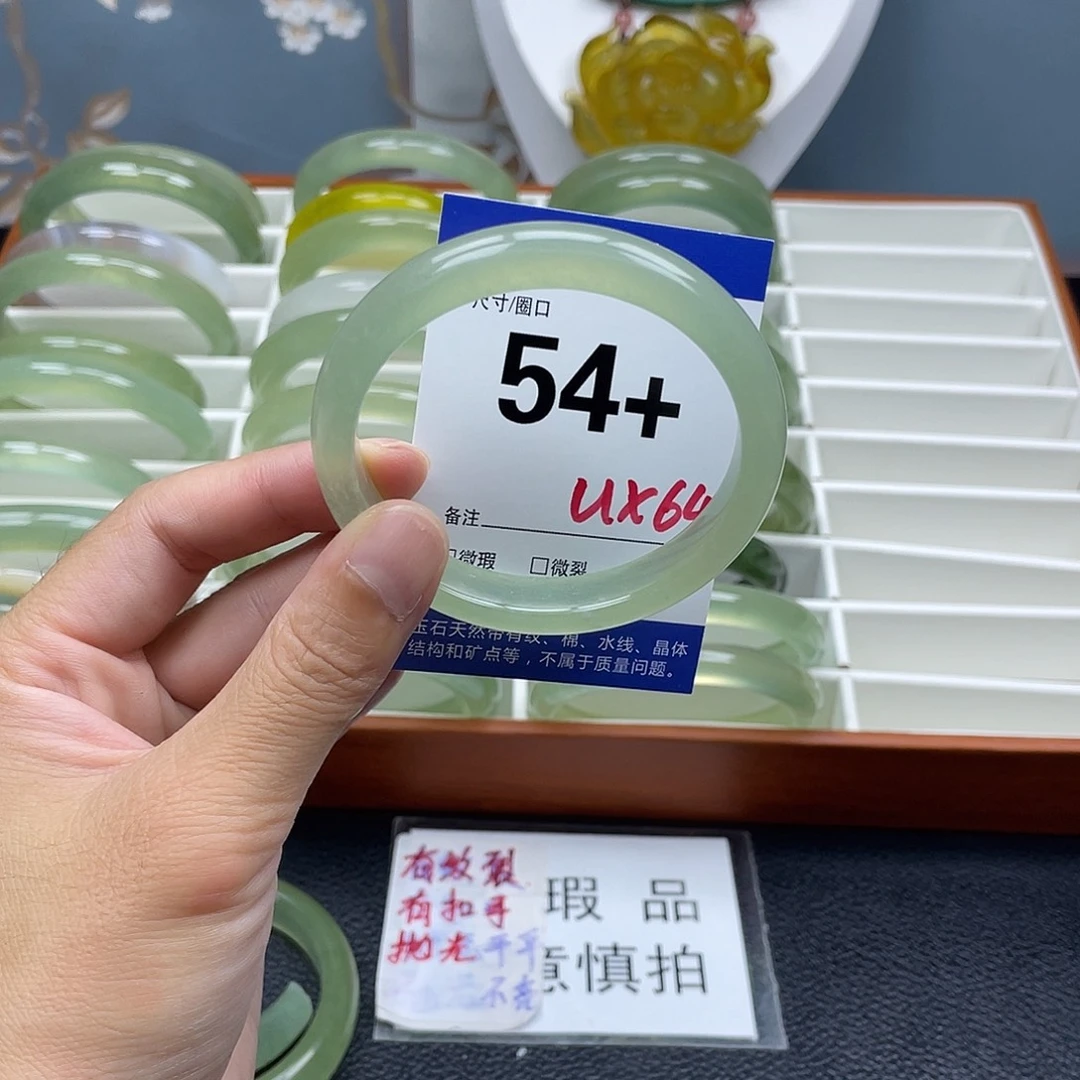 尺寸/圈口
54+
UX64
备注
微瑕 □微裂
玉石天然带有纹、棉、水线、晶体
结构和矿点等，不属于质量问题。
有纹裂
有扣手
抛光
瑕 品
意慎拍